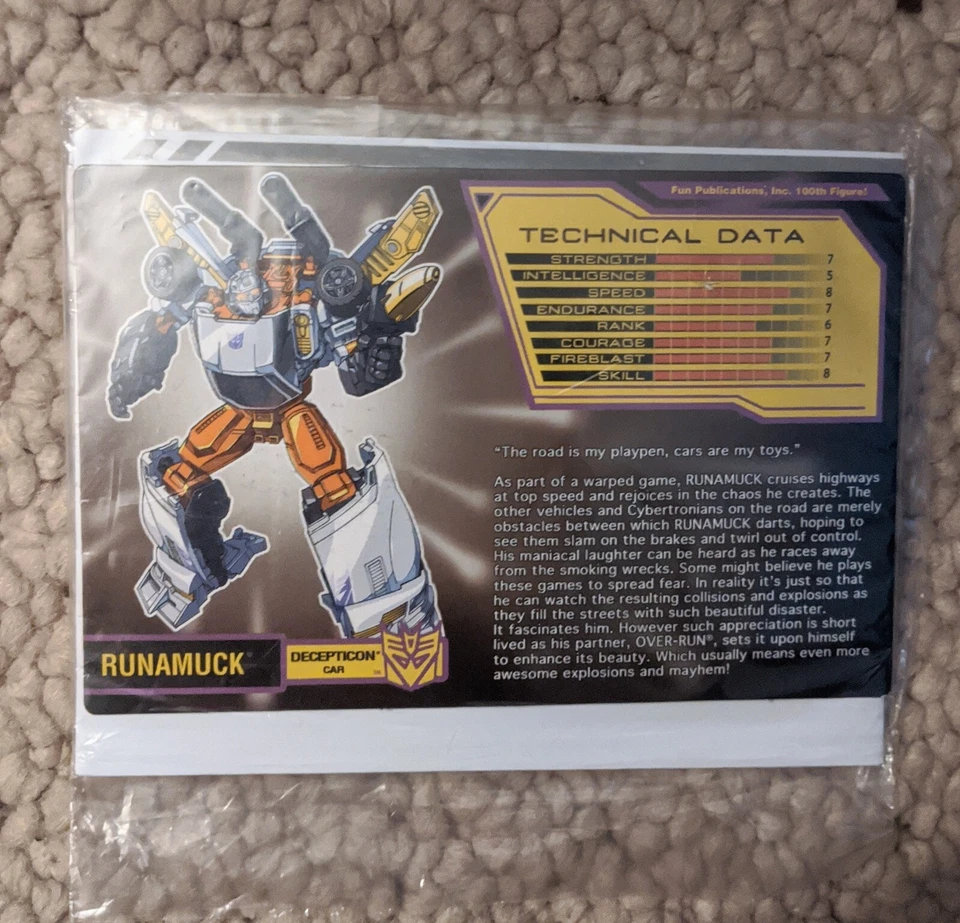 Fun Publications, Inc. 100th Figure!
TECHNICAL DATA
STRENGTH 7
INTELLIGENCE 5
SPEED 8
ENDURANCE 7
RANK 6
COURAGE 7
FIREBLAST 7
SKILL 8
“The road is my playpen, cars are my toys.”
As part of a warped game, RUNAMUCK cruises highways
at top speed and rejoices in the chaos he creates. The
other vehicles and Cybertronians on the road are merely
obstacles between which RUNAMUCK darts, hoping to
see them slam on the brakes and twirl out of control.
His maniacal laughter can be heard as he races away
from the smoking wrecks. Some might believe he plays
these games to spread fear. In reality it's just so that
he can watch the resulting collisions and explosions as
they fill the streets with such beautiful disaster.
It fascinates him. However such appreciation is short
lived as his partner, OVER-RUN®, sets it upon himself
to enhance its beauty. Which usually means even more
awesome explosions and mayhem!
RUNAMUCK
DECEPTICON
CAR